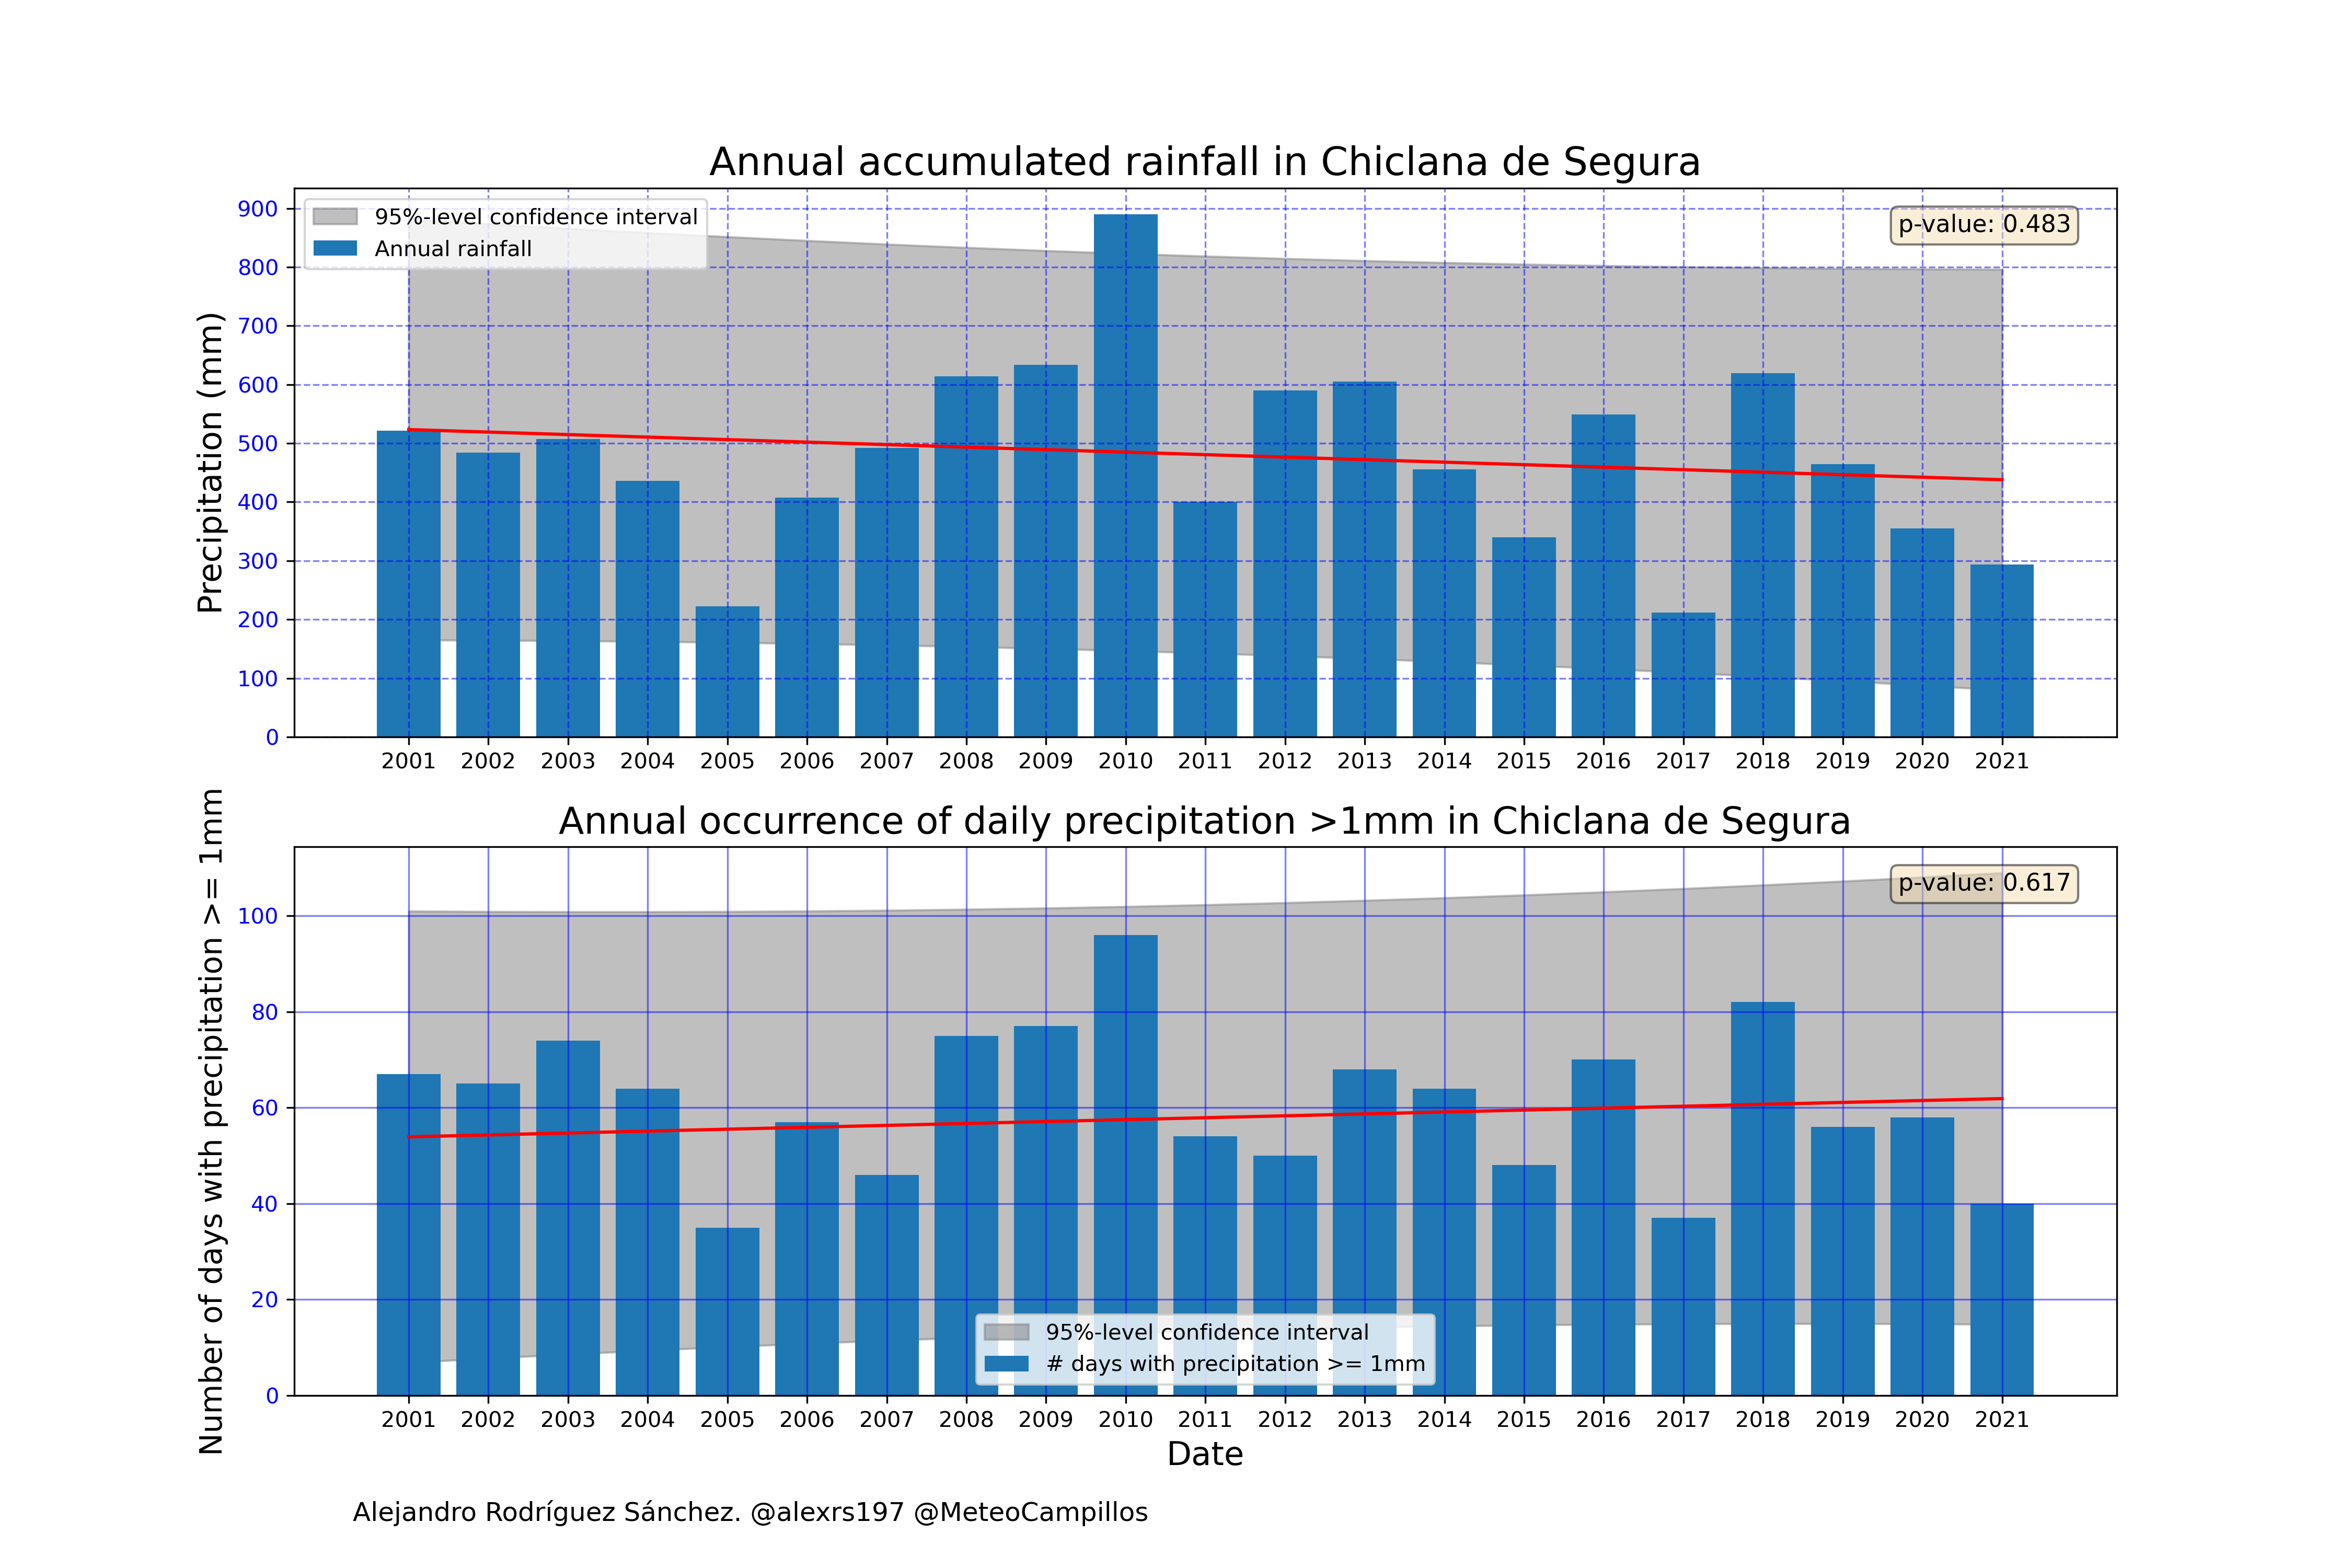 Annual accumulated rainfall in Chiclana de Segura
Precipitation (mm)
900
800
700
600
500
400
300
200
100
0
95%-level confidence interval
Annual rainfall
p-value: 0.483
2001 2002 2003 2004 2005 2006 2007 2008 2009 2010 2011 2012 2013 2014 2015 2016 2017 2018 2019 2020 2021
Annual occurrence of daily precipitation >1mm in Chiclana de Segura
Number of days with precipitation >= 1mm
100
80
60
40
20
0
p-value: 0.617
95%-level confidence interval
# days with precipitation >= 1mm
2001 2002 2003 2004 2005 2006 2007 2008 2009 2010 2011 2012 2013 2014 2015 2016 2017 2018 2019 2020 2021
Date
Alejandro Rodríguez Sánchez. @alexrs197 @MeteoCampillos